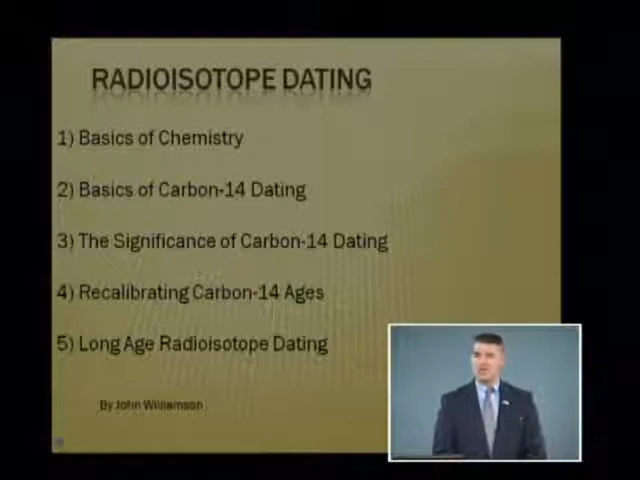 RADIOISOTOPE DATING
1) Basics of Chemistry
2) Basics of Carbon-14 Dating
3) The Significance of Carbon-14 Dating
4) Recalibrating Carbon-14 Ages
5) Long Age Radioisotope Dating
By John Williamson